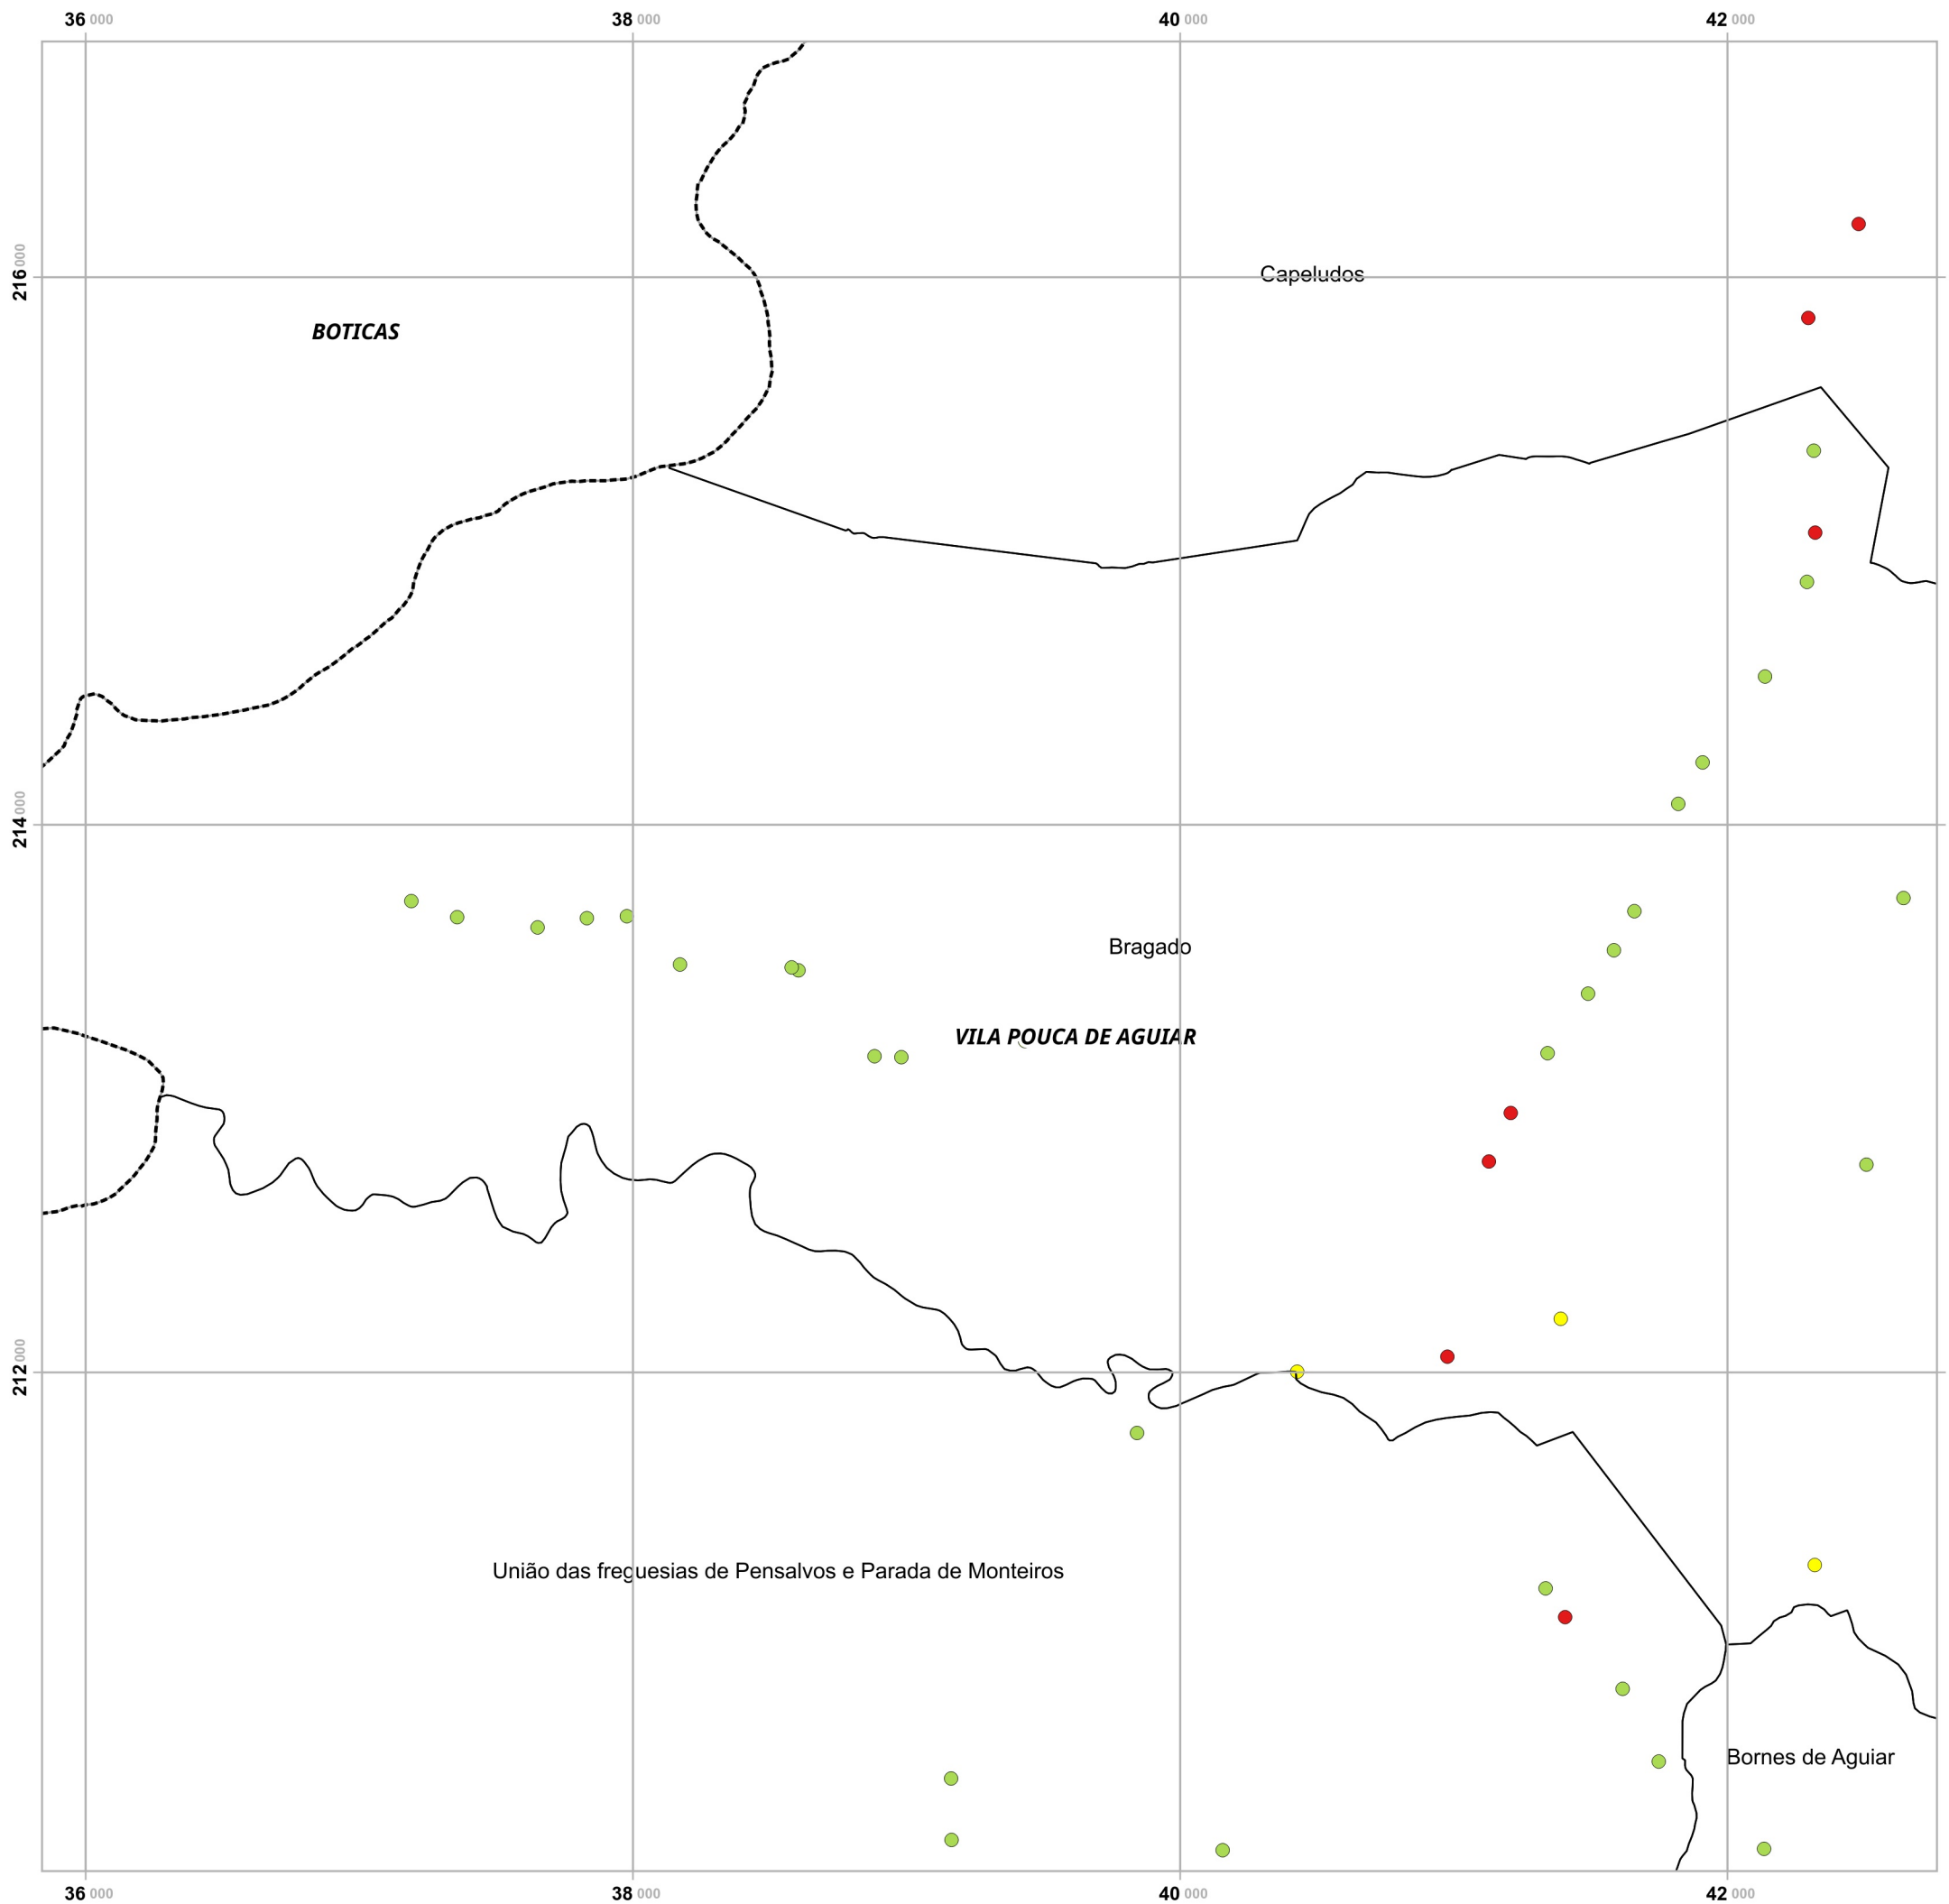 36 000 38 000 40 000 42 000
216 000
Capeludos
BOTICAS
214 000
Bragado
VILA POUCA DE AGUIAR
212 000
União das freguesias de Pensalvos e Parada de Monteiros
Bornes de Aguiar
36 000 38 000 40 000 42 000